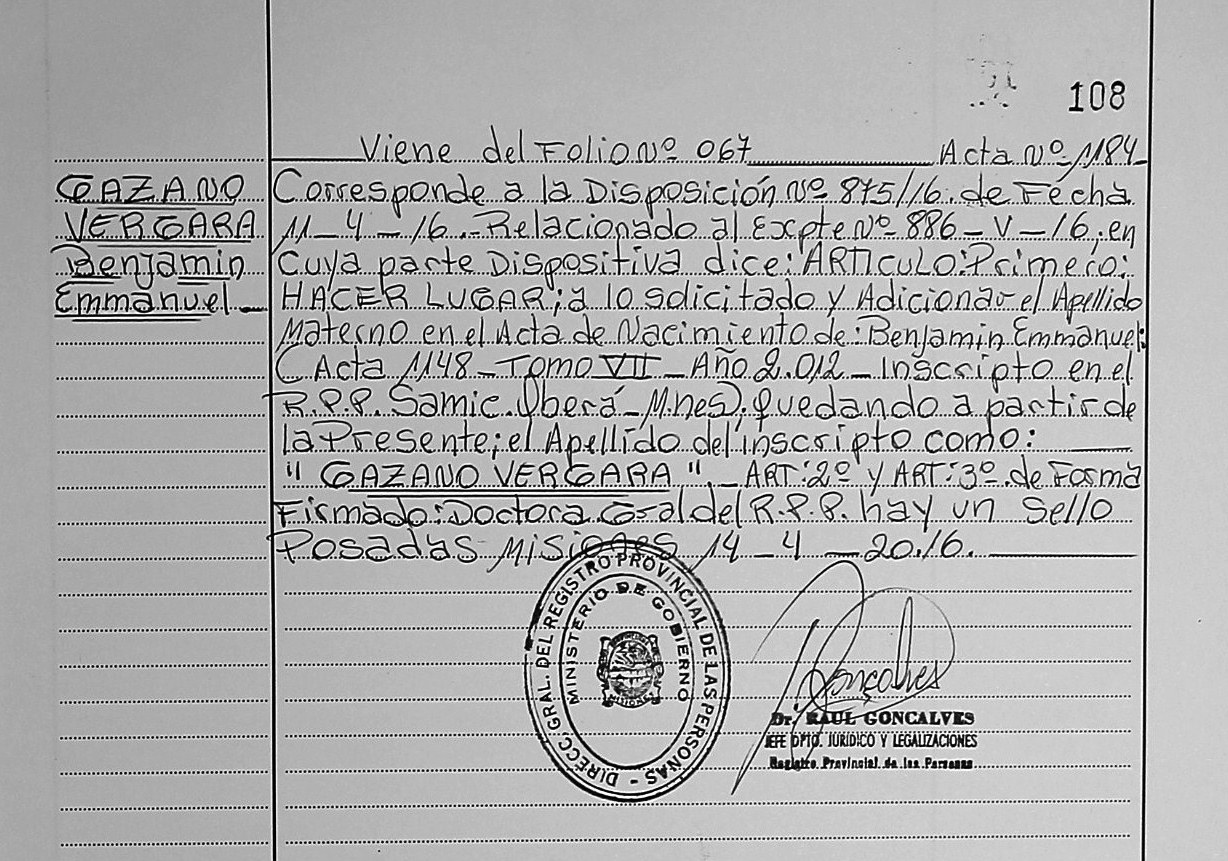 108
Viene del Folio Nº 067 Acta Nº 1184
GAZANO
VERGARA
Benjamin
Emmanuel
Corresponde a la Disposición Nº 875/16. de Fecha
11 - 4 - 16. - Relacionado al Expte Nº 886 - V - 16; en
Cuya parte Dispositiva dice: ARTICULO: Primero:
HACER LUGAR; a lo solicitado y Adicionar el Apellido
Materno en el Acta de Nacimiento de: Benjamin Emmanuel:
(Acta 1148 - Tomo VII - Año 2.012 - Inscripto en el
R.P.P. Samic. Oberá - Mnes); quedando a partir de
la Presente; el Apellido del inscripto como:
" GAZANO VERGARA ". - ART: 2º y ART: 3º. de Forma
Firmado: Doctora. Gral del R.P.P. hay un Sello
Posadas Misiones 14 - 4 - 2016.
DIRECC. GRAL. DEL REGISTRO PROVINCIAL DE LAS PERSONAS -
MINISTERIO DE GOBIERNO
MISIONES
Goncalves
Dr. RAUL GONCALVES
JEFE DPTO. JURIDICO Y LEGALIZACIONES
Registro Provincial de las Personas